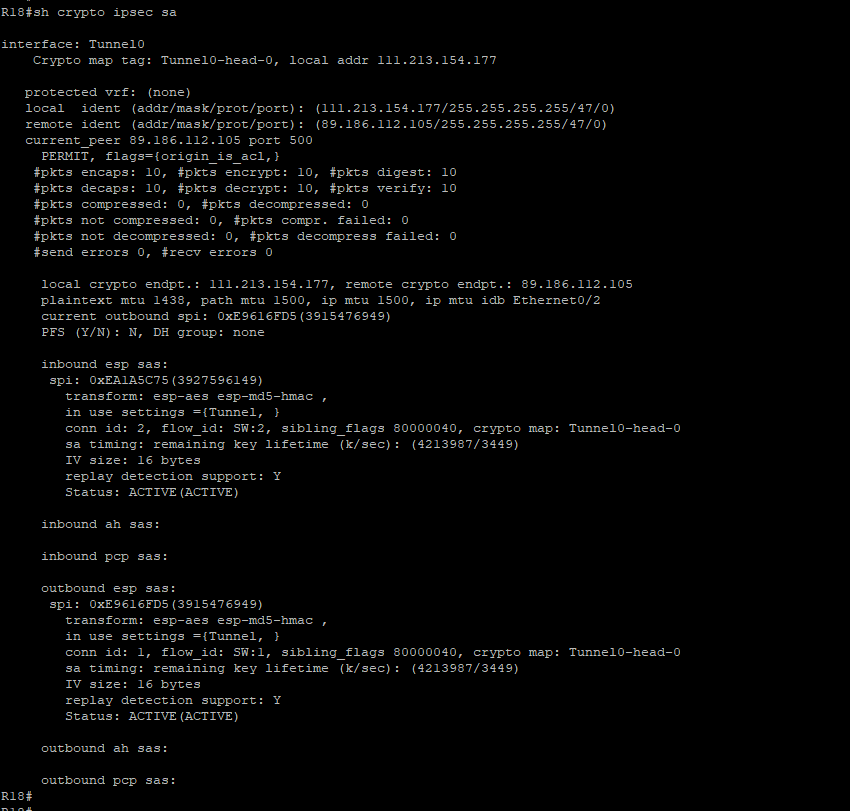 R18#sh crypto ipsec sa
interface: Tunnel0
Crypto map tag: Tunnel0-head-0, local addr 111.213.154.177
protected vrf: (none)
local  ident (addr/mask/prot/port): (111.213.154.177/255.255.255.255/47/0)
remote ident (addr/mask/prot/port): (89.186.112.105/255.255.255.255/47/0)
current_peer 89.186.112.105 port 500
PERMIT, flags={origin_is_acl,}
#pkts encaps: 10, #pkts encrypt: 10, #pkts digest: 10
#pkts decaps: 10, #pkts decrypt: 10, #pkts verify: 10
#pkts compressed: 0, #pkts decompressed: 0
#pkts not compressed: 0, #pkts compr. failed: 0
#pkts not decompressed: 0, #pkts decompress failed: 0
#send errors 0, #recv errors 0
local crypto endpt.: 111.213.154.177, remote crypto endpt.: 89.186.112.105
plaintext mtu 1438, path mtu 1500, ip mtu 1500, ip mtu idb Ethernet0/2
current outbound spi: 0xE9616FD5(3915476949)
PFS (Y/N): N, DH group: none
inbound esp sas:
spi: 0xEA1A5C75(3927596149)
transform: esp-aes esp-md5-hmac ,
in use settings ={Tunnel, }
conn id: 2, flow_id: SW:2, sibling_flags 80000040, crypto map: Tunnel0-head-0
sa timing: remaining key lifetime (k/sec): (4213987/3449)
IV size: 16 bytes
replay detection support: Y
Status: ACTIVE(ACTIVE)
inbound ah sas:
inbound pcp sas:
outbound esp sas:
spi: 0xE9616FD5(3915476949)
transform: esp-aes esp-md5-hmac ,
in use settings ={Tunnel, }
conn id: 1, flow_id: SW:1, sibling_flags 80000040, crypto map: Tunnel0-head-0
sa timing: remaining key lifetime (k/sec): (4213987/3449)
IV size: 16 bytes
replay detection support: Y
Status: ACTIVE(ACTIVE)
outbound ah sas:
outbound pcp sas:
R18#
R18#